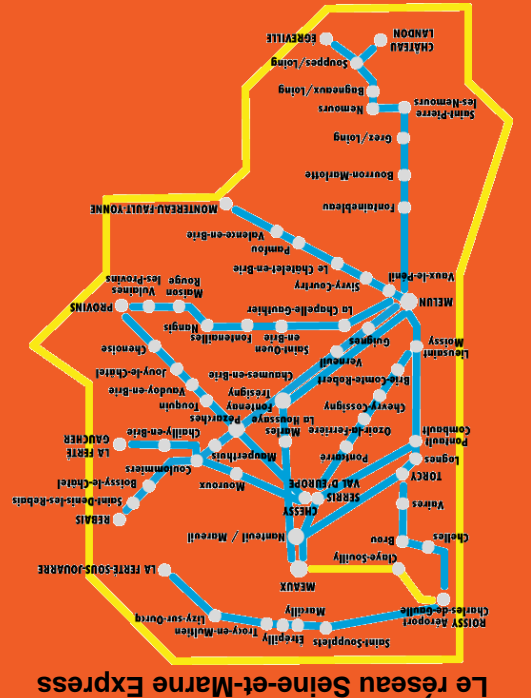 Le réseau Seine-et-Marne Express
Saint-Soupplets
Marcilly
Étrépilly
Trocy-en-Multien
Lizy-sur-Ourcq
ROISSY Aéroport
Charles-de-Gaulle
LA FERTÉ-SOUS-JOUARRE
MEAUX
Claye-Souilly
Chelles
Brou
Nanteuil / Mareuil
Vaires
REBAIS
Saint-Denis-les-Rebais
Boissy-le-Châtel
CHESSY
SERRIS
VAL D'EUROPE
TORCY
Lognes
Mouroux
Coulommiers
LA FERTÉ
GAUCHER
Chailly-en-Brie
Pontault
Combault
Pontcarré
Mauperthuis
Ozoir-la-Ferrière
Marles
La Houssaye
Pézarches
Touquin
Vaudoy-en-Brie
Jouy-le-Châtel
Chenoise
Chevry-Cossigny
Fontenay
Trésigny
Brie-Comte-Robert
Chaumes-en-Brie
Verneuil
Lieusaint
Moissy
Guignes
Saint-Ouen
en-Brie
Fontenailles
Nangis
PROVINS
MELUN
La Chapelle-Gauthier
Maison
Rouge
Vulaines
les-Provins
Vaux-le-Pénil
Sivry-Courtry
Le Châtelet-en-Brie
Pamfou
Valence-en-Brie
MONTEREAU-FAULT-YONNE
Fontainebleau
Bourron-Marlotte
Grez/Loing
Saint-Pierre
les-Nemours
Nemours
Bagneaux/Loing
Souppes/Loing
CHÂTEAU
LANDON
ÉGREVILLE